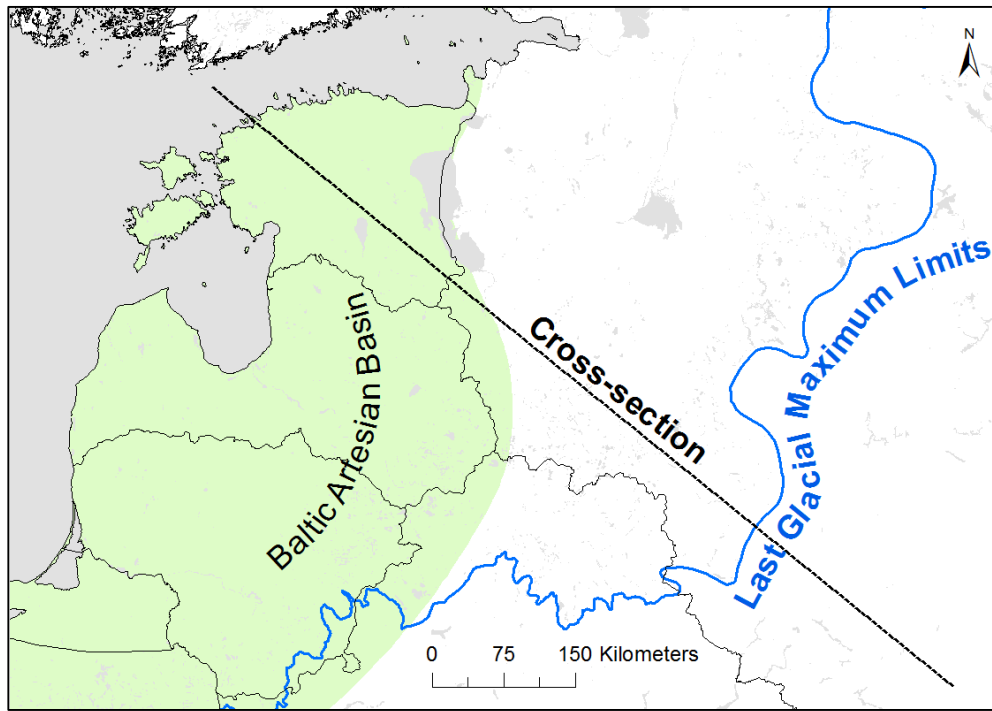 N
Cross-section
Baltic Artesian Basin
Last Glacial Maximum Limits
0 75 150 Kilometers